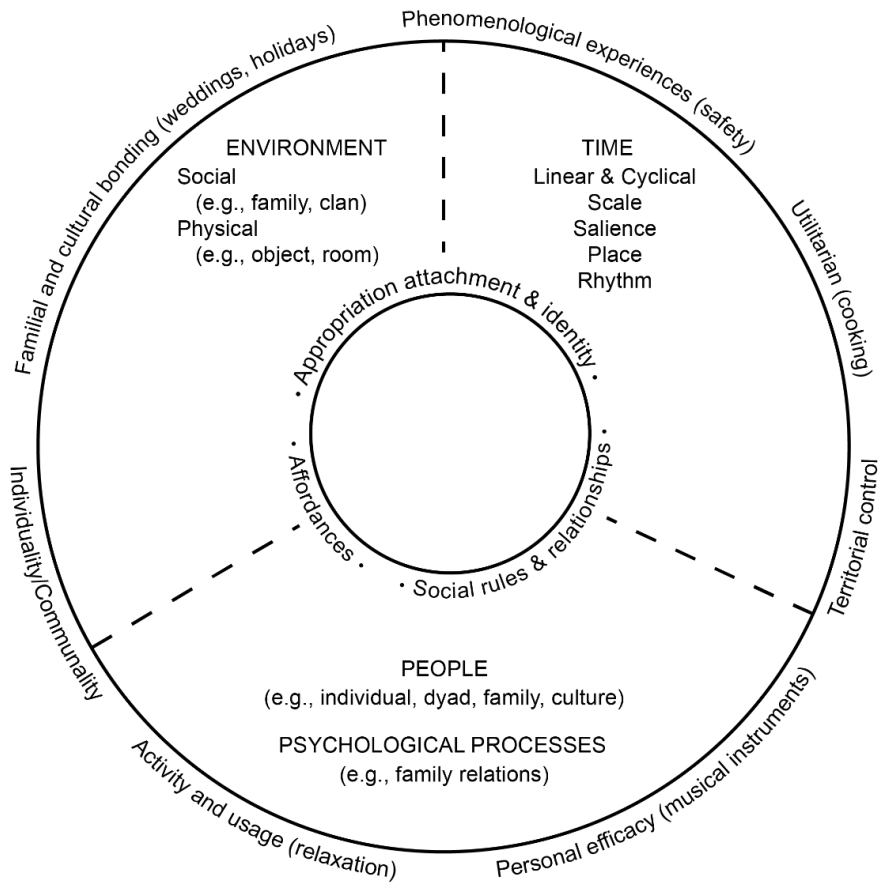 Phenomenological experiences (safety)
Familial and cultural bonding (weddings, holidays)
Utilitarian (cooking)
ENVIRONMENT
Social
(e.g., family, clan)
Physical
(e.g., object, room)
TIME
Linear & Cyclical
Scale
Salience
Place
Rhythm
· Appropriation attachment & identity ·
· Affordances ·
· Social rules & relationships ·
Individuality/Communality
Territorial control
PEOPLE
(e.g., individual, dyad, family, culture)
PSYCHOLOGICAL PROCESSES
(e.g., family relations)
Activity and usage (relaxation)
Personal efficacy (musical instruments)